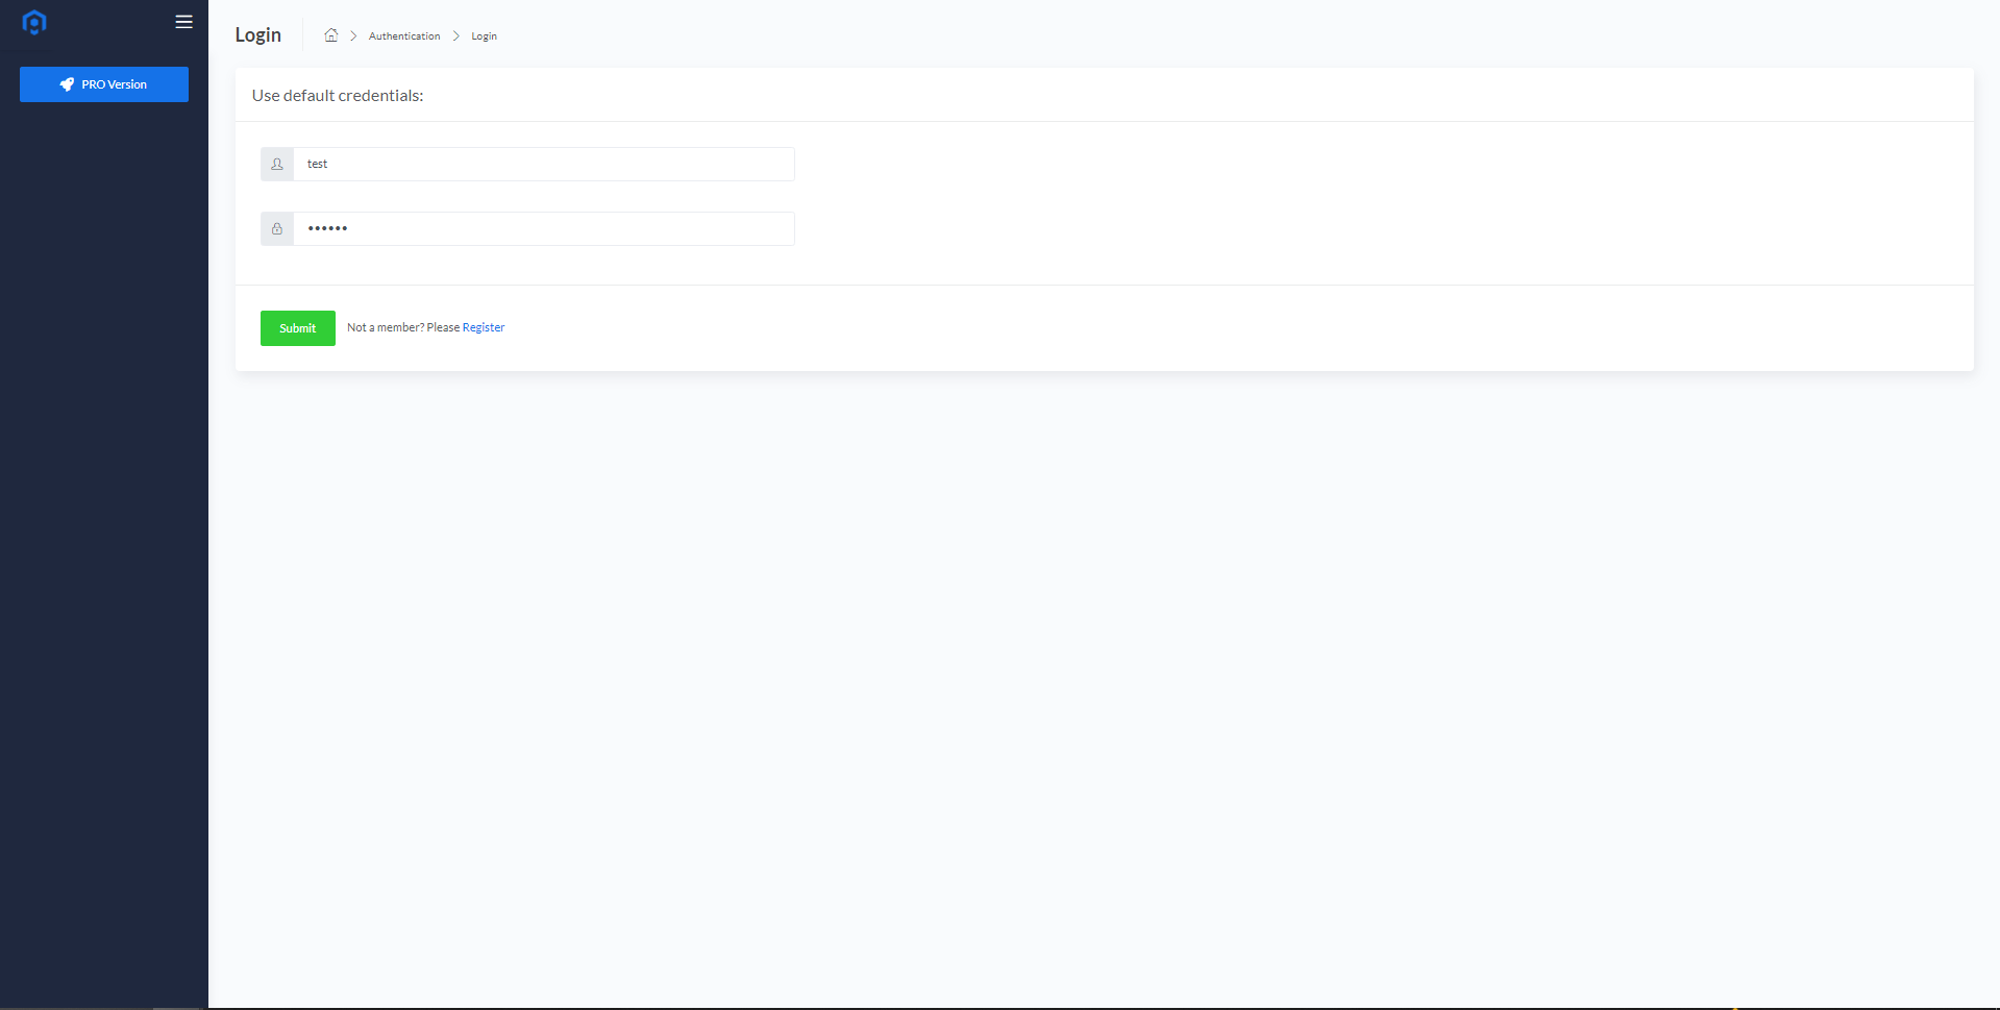 PRO Version
Login
Authentication
Login
Use default credentials:
test
••••••
Submit
Not a member? Please Register